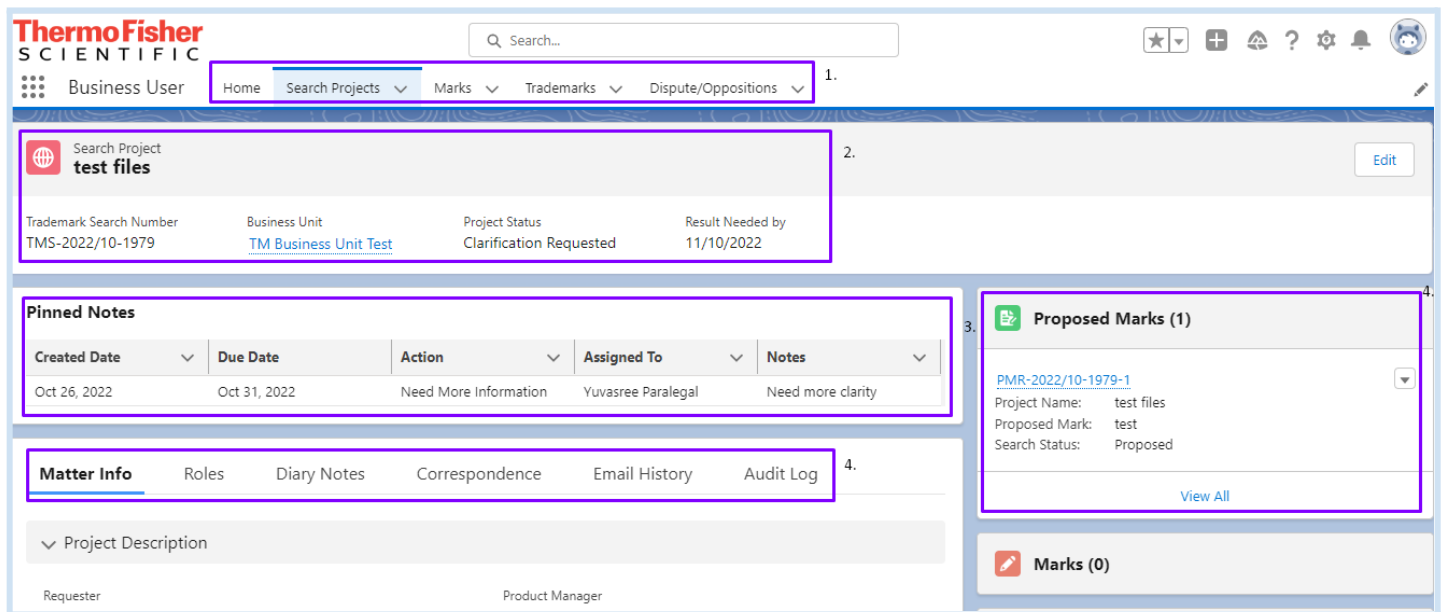 ThermoFisher
SCIENTIFIC
Search...
Business User
Home Search Projects Marks Trademarks Dispute/Oppositions
1.
Search Project
test files
2.
Edit
Trademark Search Number Business Unit Project Status Result Needed by
TMS-2022/10-1979 TM Business Unit Test Clarification Requested 11/10/2022
Pinned Notes
3.
Created Date Due Date Action Assigned To Notes
Oct 26, 2022 Oct 31, 2022 Need More Information Yuvasree Paralegal Need more clarity
4.
Proposed Marks (1)
PMR-2022/10-1979-1
Project Name: test files
Proposed Mark: test
Search Status: Proposed
View All
Matter Info Roles Diary Notes Correspondence Email History Audit Log
4.
Project Description
Requester Product Manager
Marks (0)